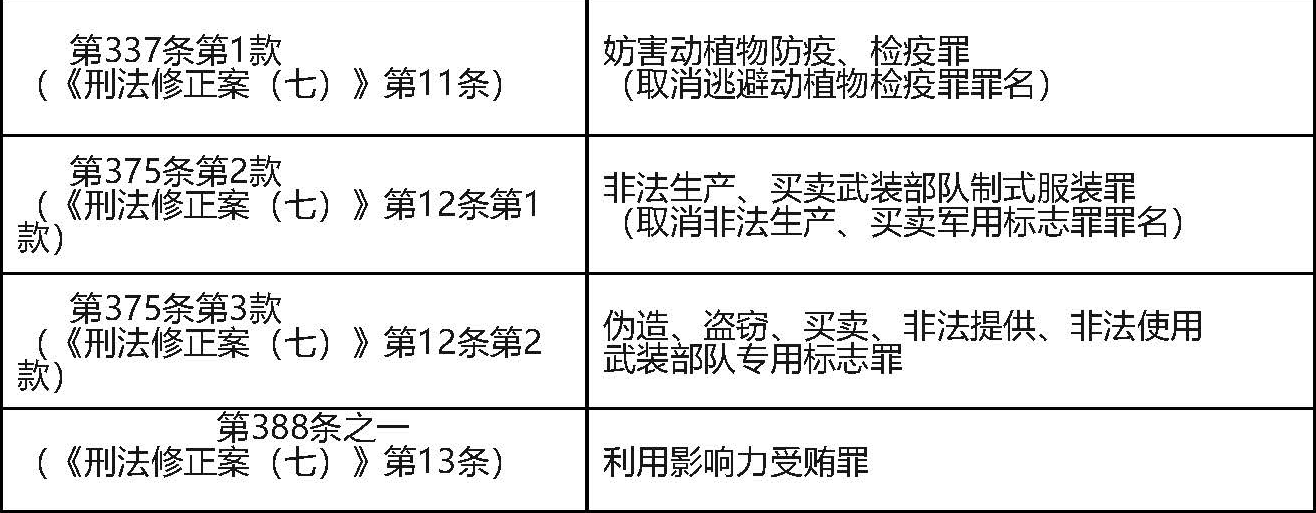 第337条第1款
（《刑法修正案（七）》第11条）
妨害动植物防疫、检疫罪
（取消逃避动植物检疫罪罪名）
第375条第2款
（《刑法修正案（七）》第12条第1
款）
非法生产、买卖武装部队制式服装罪
（取消非法生产、买卖军用标志罪罪名）
第375条第3款
（《刑法修正案（七）》第12条第2
款）
伪造、盗窃、买卖、非法提供、非法使用
武装部队专用标志罪
第388条之一
（《刑法修正案（七）》第13条）
利用影响力受贿罪